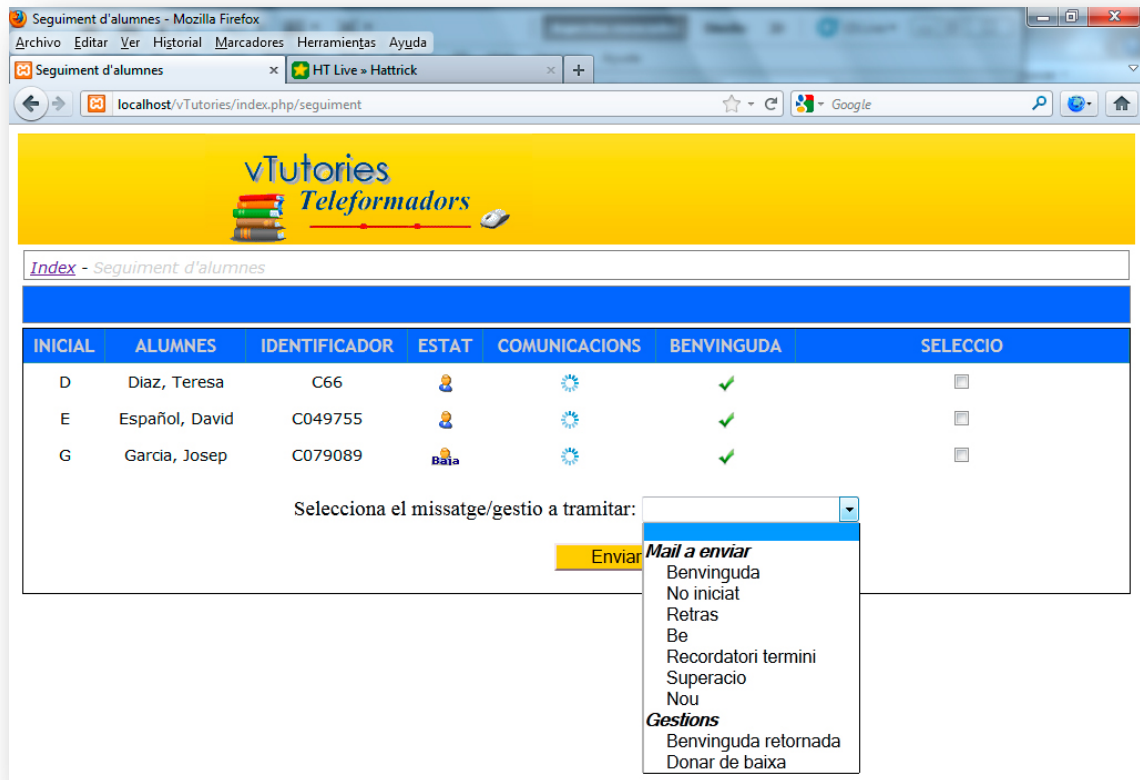 Seguiment d'alumnes - Mozilla Firefox
Archivo Editar Ver Historial Marcadores Herramientas Ayuda
Seguiment d'alumnes HT Live » Hattrick
localhost/vTutories/index.php/seguiment Google
vTutories
Teleformadors
Index - Seguiment d'alumnes
INICIAL ALUMNES IDENTIFICADOR ESTAT COMUNICACIONS BENVINGUDA SELECCIO
D Diaz, Teresa C66
E Español, David C049755
G Garcia, Josep C079089 Baja
Selecciona el missatge/gestio a tramitar:
Enviar
Mail a enviar
Benvinguda
No iniciat
Retras
Be
Recordatori termini
Superacio
Nou
Gestions
Benvinguda retornada
Donar de baixa